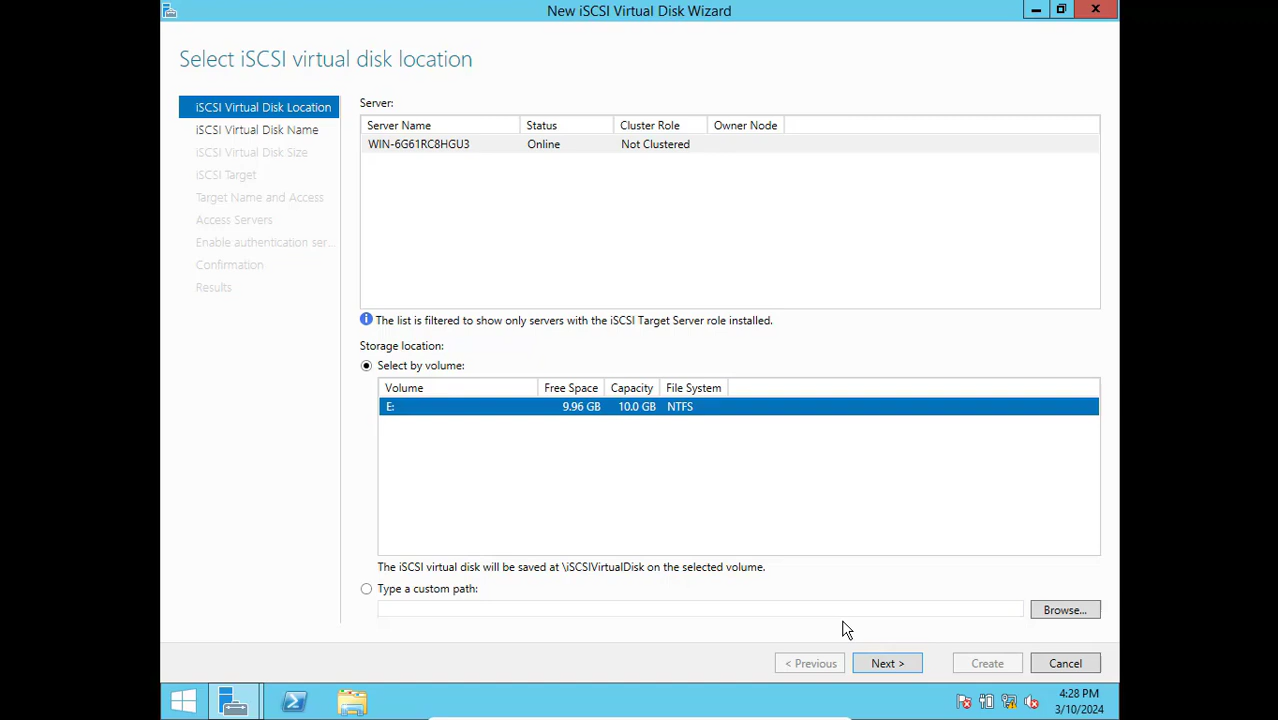 New iSCSI Virtual Disk Wizard
Select iSCSI virtual disk location
iSCSI Virtual Disk Location
iSCSI Virtual Disk Name
iSCSI Virtual Disk Size
iSCSI Target
Target Name and Access
Access Servers
Enable authentication ser...
Confirmation
Results
Server:
Server Name Status Cluster Role Owner Node
WIN-6G61RC8HGU3 Online Not Clustered
The list is filtered to show only servers with the iSCSI Target Server role installed.
Storage location:
Select by volume:
Volume Free Space Capacity File System
E: 9.96 GB 10.0 GB NTFS
The iSCSI virtual disk will be saved at \iSCSIVirtualDisk on the selected volume.
Type a custom path:
Browse...
< Previous Next > Create Cancel
4:28 PM
3/10/2024